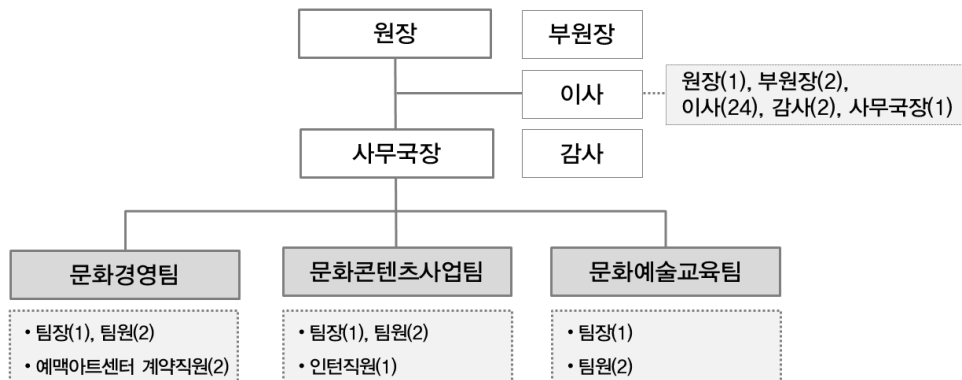 원장
부원장
이사
원장(1), 부원장(2),
이사(24), 감사(2), 사무국장(1)
사무국장
감사
문화경영팀
문화콘텐츠사업팀
문화예술교육팀
• 팀장(1), 팀원(2)
• 예맥아트센터 계약직원(2)
• 팀장(1), 팀원(2)
• 인턴직원(1)
• 팀장(1)
• 팀원(2)